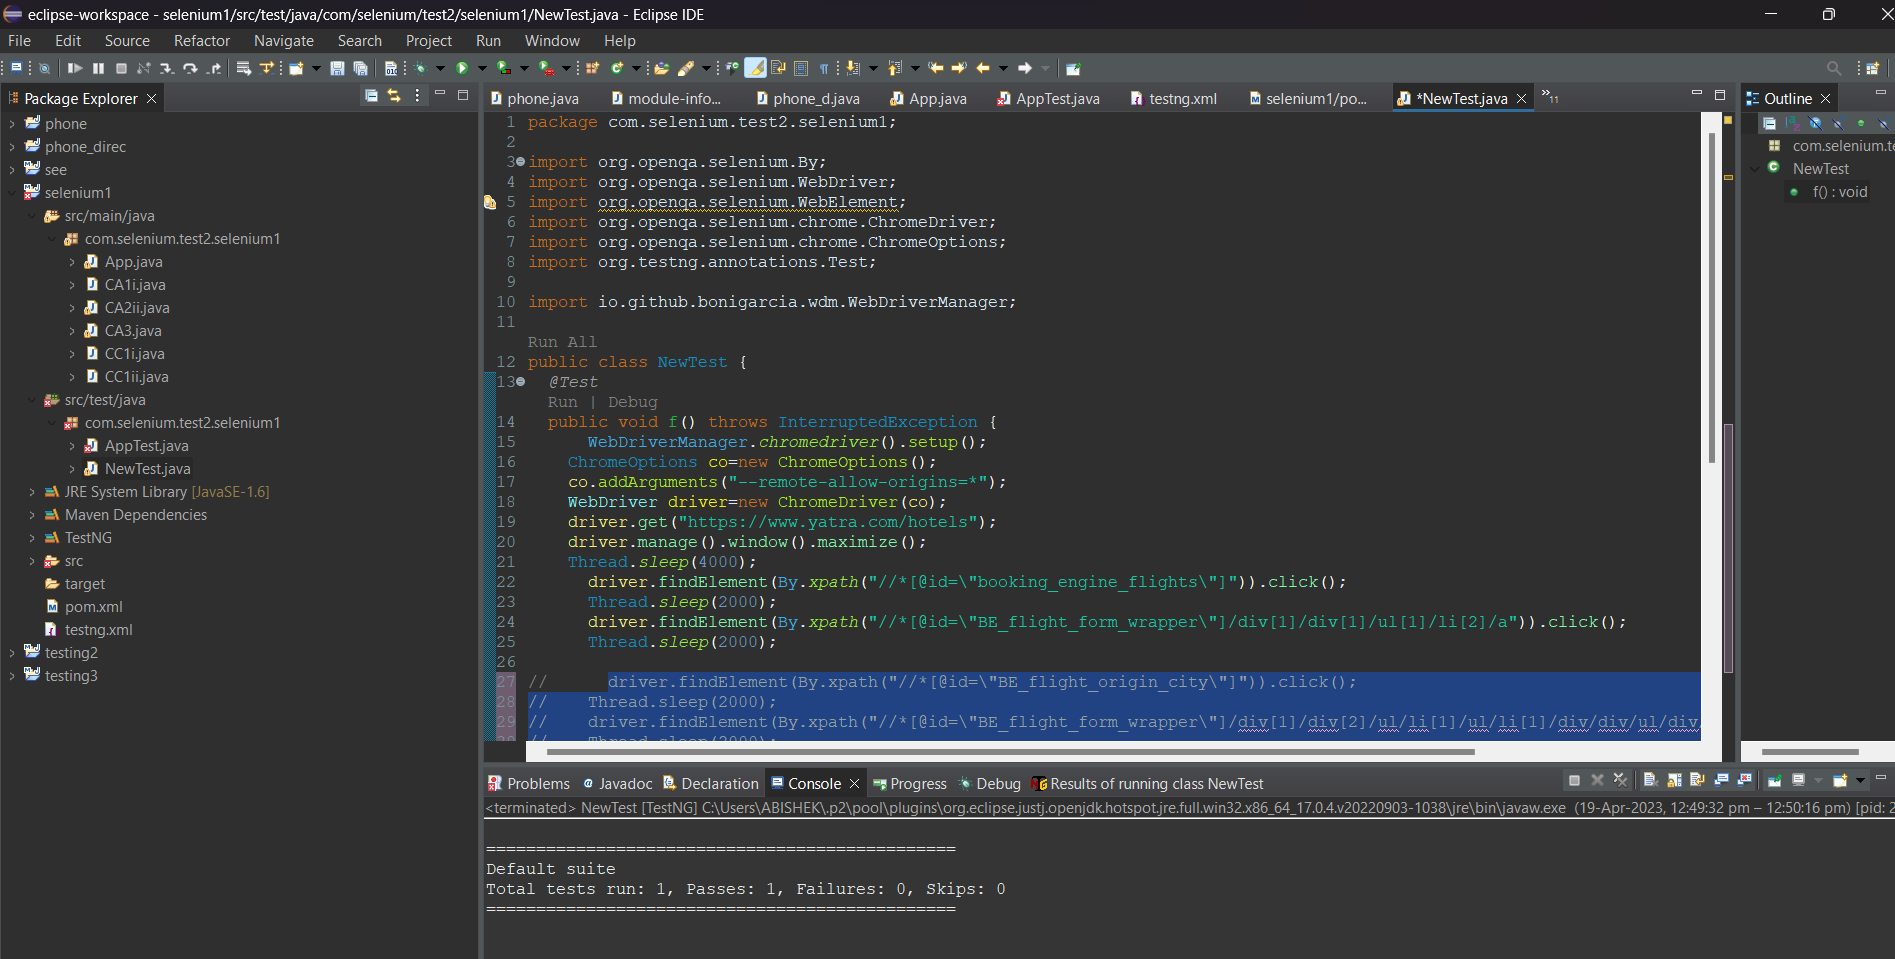 eclipse-workspace - selenium1/src/test/java/com/selenium/test2/selenium1/NewTest.java - Eclipse IDE
File Edit Source Refactor Navigate Search Project Run Window Help
Package Explorer
phone
phone_direc
see
selenium1
src/main/java
com.selenium.test2.selenium1
App.java
CA1i.java
CA2ii.java
CA3.java
CC1i.java
CC1ii.java
src/test/java
com.selenium.test2.selenium1
AppTest.java
NewTest.java
JRE System Library [JavaSE-1.6]
Maven Dependencies
TestNG
src
target
pom.xml
testng.xml
testing2
testing3
phone.java module-info... phone_d.java App.java AppTest.java testng.xml selenium1/po... *NewTest.java »11
1 package com.selenium.test2.selenium1;
2
3 import org.openqa.selenium.By;
4 import org.openqa.selenium.WebDriver;
5 import org.openqa.selenium.WebElement;
6 import org.openqa.selenium.chrome.ChromeDriver;
7 import org.openqa.selenium.chrome.ChromeOptions;
8 import org.testng.annotations.Test;
9
10 import io.github.bonigarcia.wdm.WebDriverManager;
11
Run All
12 public class NewTest {
13 @Test
Run | Debug
14 public void f() throws InterruptedException {
15 WebDriverManager.chromedriver().setup();
16 ChromeOptions co=new ChromeOptions();
17 co.addArguments("--remote-allow-origins=*");
18 WebDriver driver=new ChromeDriver(co);
19 driver.get("https://www.yatra.com/hotels");
20 driver.manage().window().maximize();
21 Thread.sleep(4000);
22 driver.findElement(By.xpath("//*[@id=\"booking_engine_flights\"]")).click();
23 Thread.sleep(2000);
24 driver.findElement(By.xpath("//*[@id=\"BE_flight_form_wrapper\"]/div[1]/div[1]/ul[1]/li[2]/a")).click();
25 Thread.sleep(2000);
26
27 // driver.findElement(By.xpath("//*[@id=\"BE_flight_origin_city\"]")).click();
28 // Thread.sleep(2000);
29 // driver.findElement(By.xpath("//*[@id=\"BE_flight_form_wrapper\"]/div[1]/div[2]/ul/li[1]/ul/li[1]/div/div/ul/div/
30 // Thread.sleep(2000);
Outline
com.selenium.te
NewTest
f() : void
Problems Javadoc Declaration Console Progress Debug Results of running class NewTest
<terminated> NewTest [TestNG] C:\Users\ABISHEK\.p2\pool\plugins\org.eclipse.justj.openjdk.hotspot.jre.full.win32.x86_64_17.0.4.v20220903-1038\jre\bin\javaw.exe (19-Apr-2023, 12:49:32 pm – 12:50:16 pm) [pid: 2
===============================================
Default suite
Total tests run: 1, Passes: 1, Failures: 0, Skips: 0
===============================================